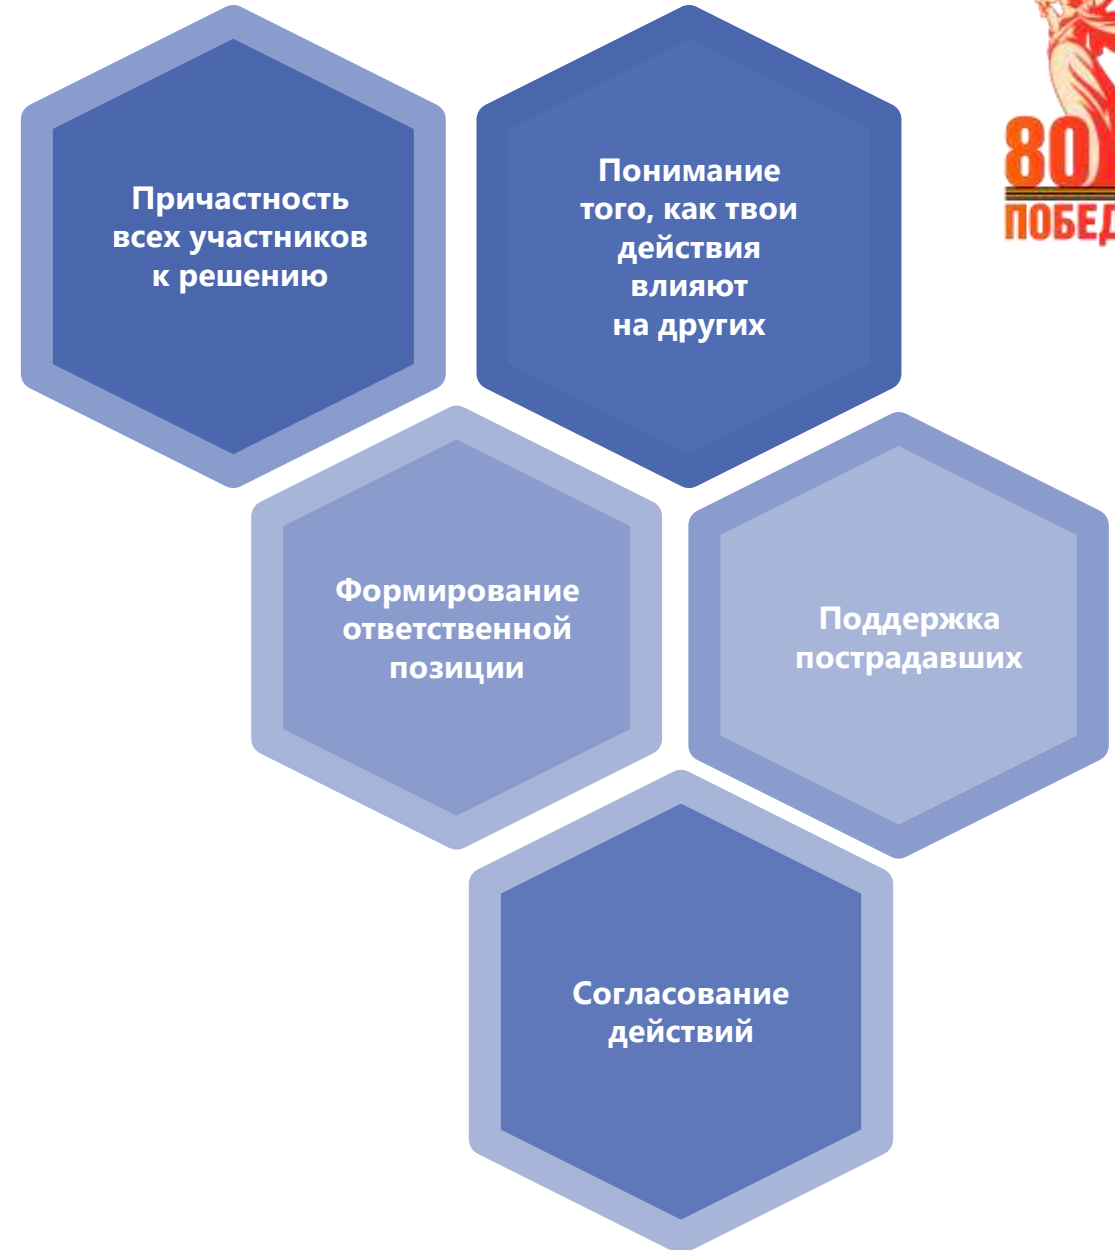 Причастность
всех участников
к решению
Понимание
того, как твои
действия
влияют
на других
80
ПОБЕД
Формирование
ответственной
позиции
Поддержка
пострадавших
Согласование
действий